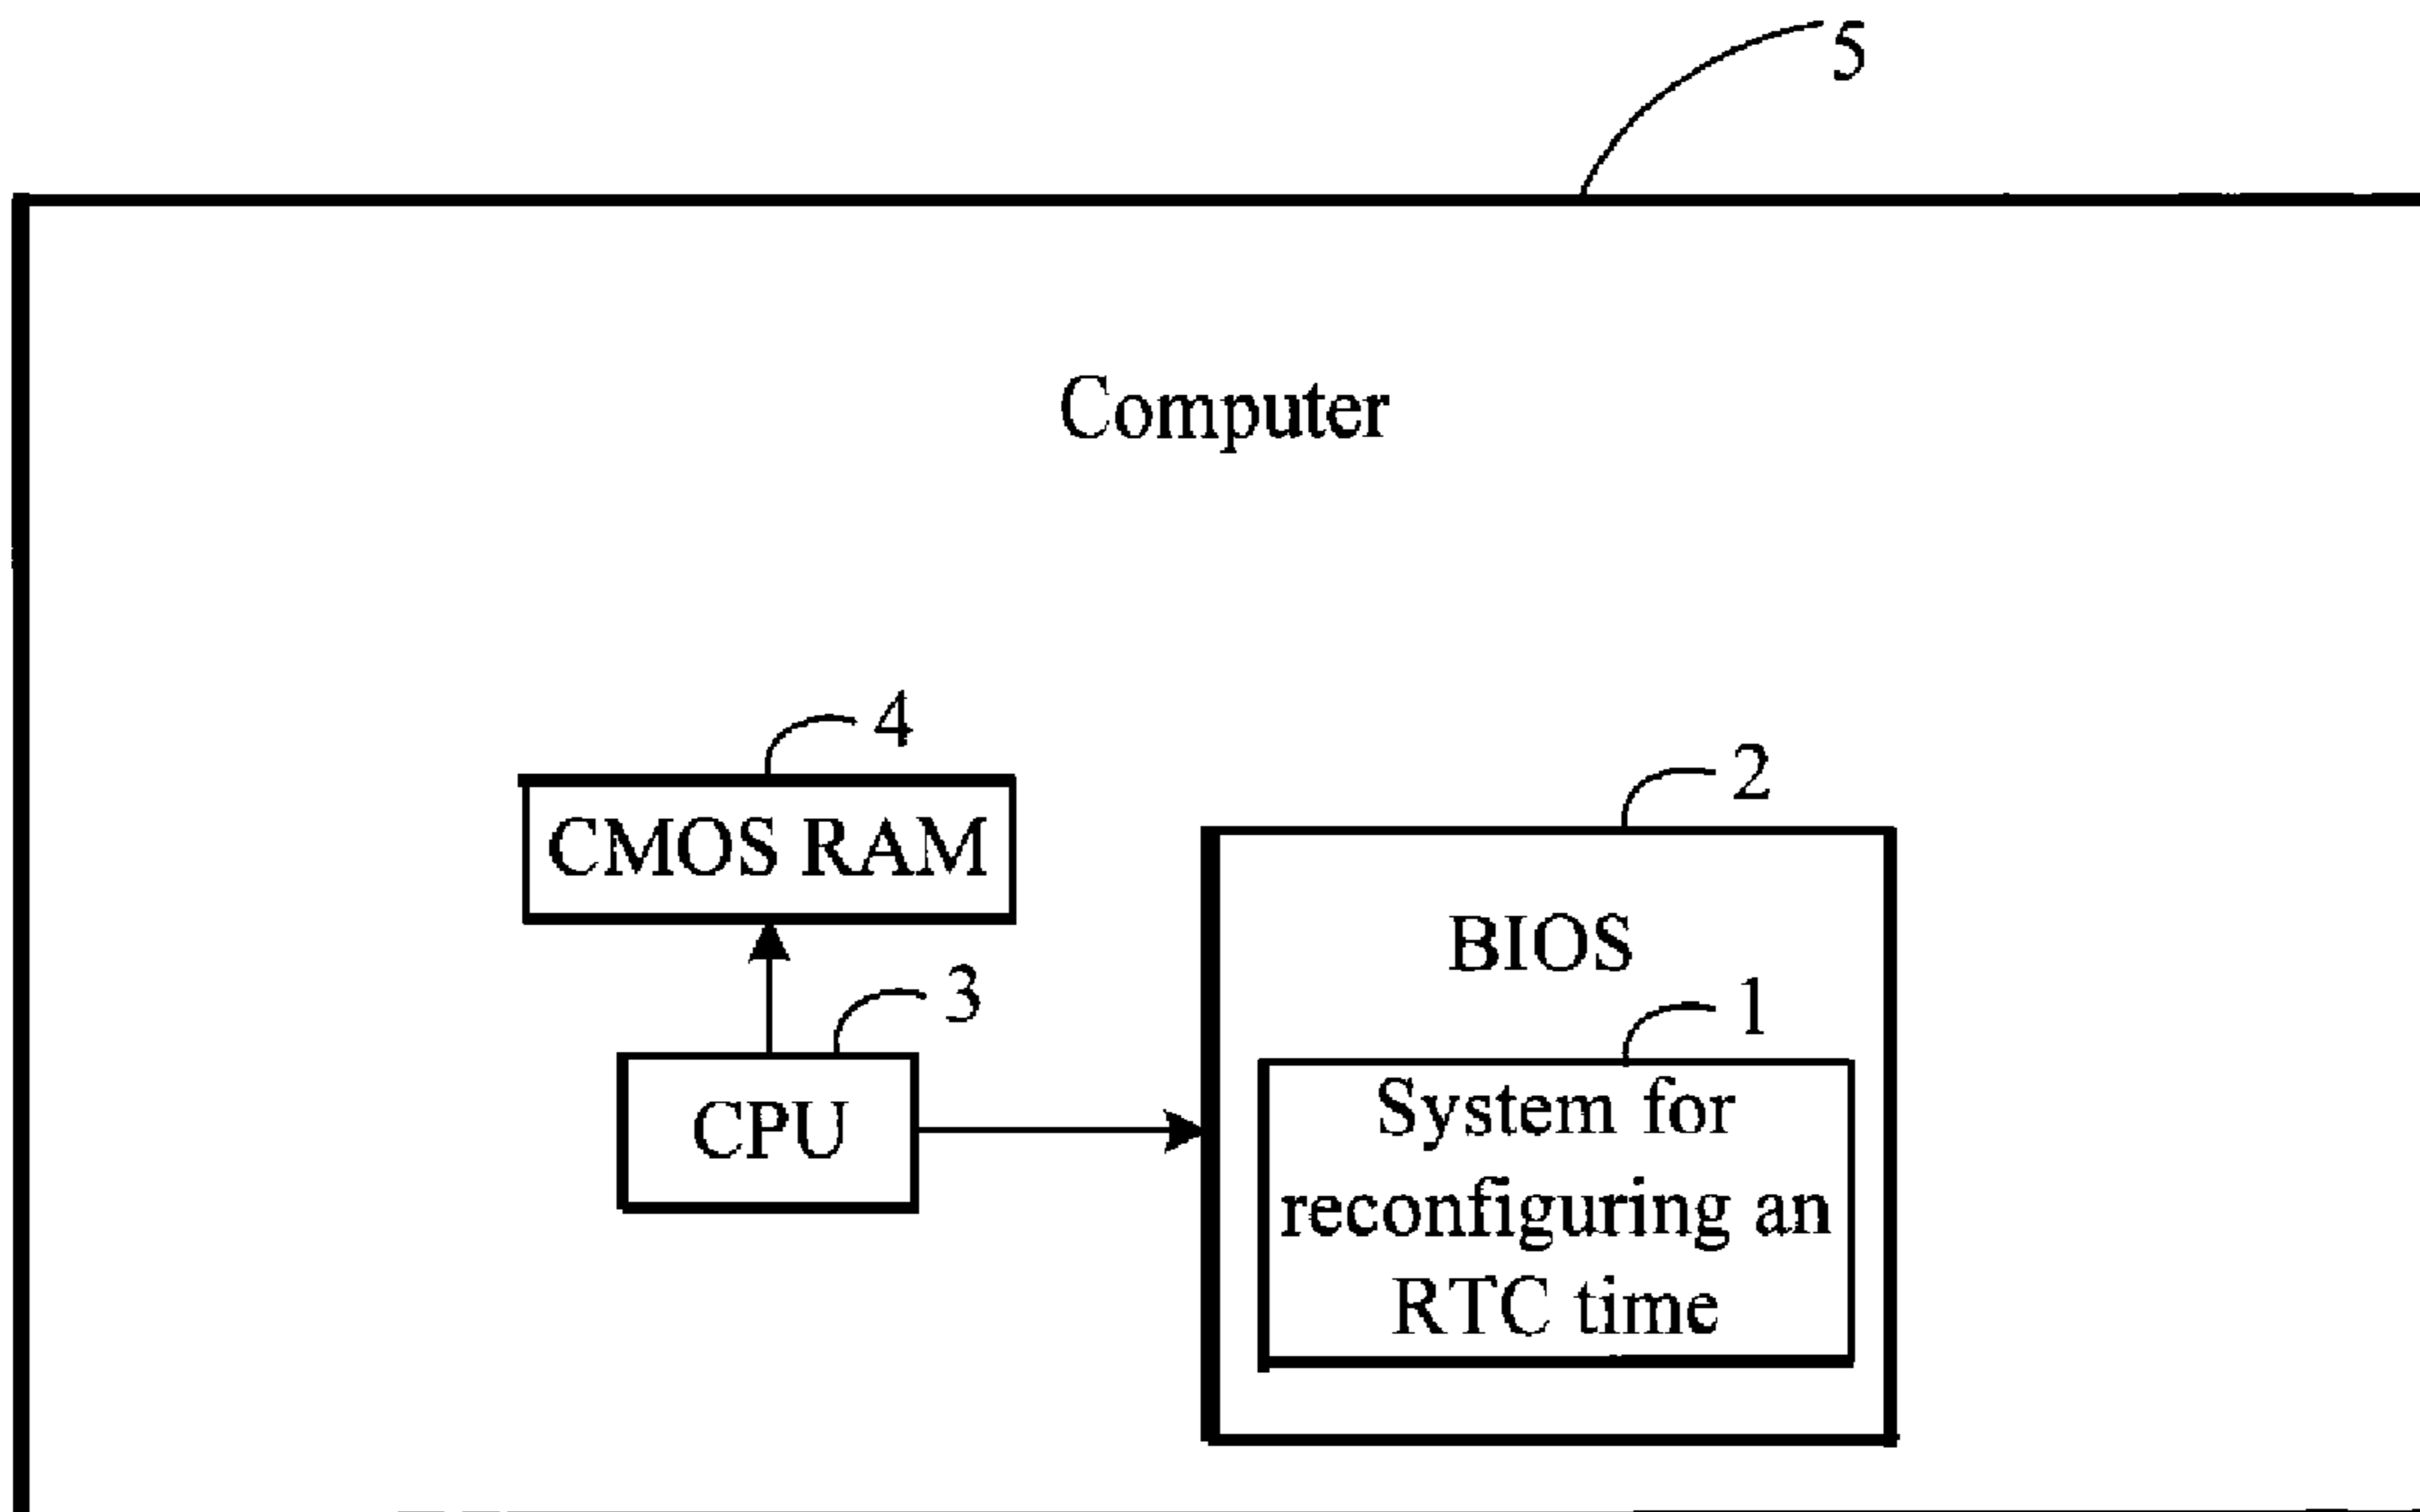 5
Computer
4
CMOS RAM
2
BIOS
3
CPU
1
System for
reconfiguring an
RTC time